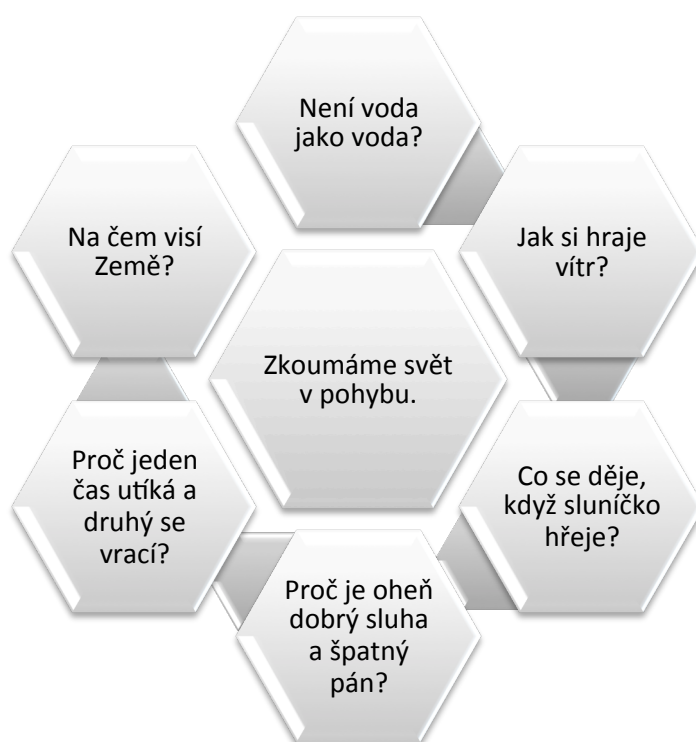 Není voda
jako voda?
Jak si hraje
vítr?
Co se děje,
když sluníčko
hřeje?
Proč je oheň
dobrý sluha
a špatný
pán?
Proč jeden
čas utíká a
druhý se
vrací?
Na čem visí
Země?
Zkoumáme svět
v pohybu.